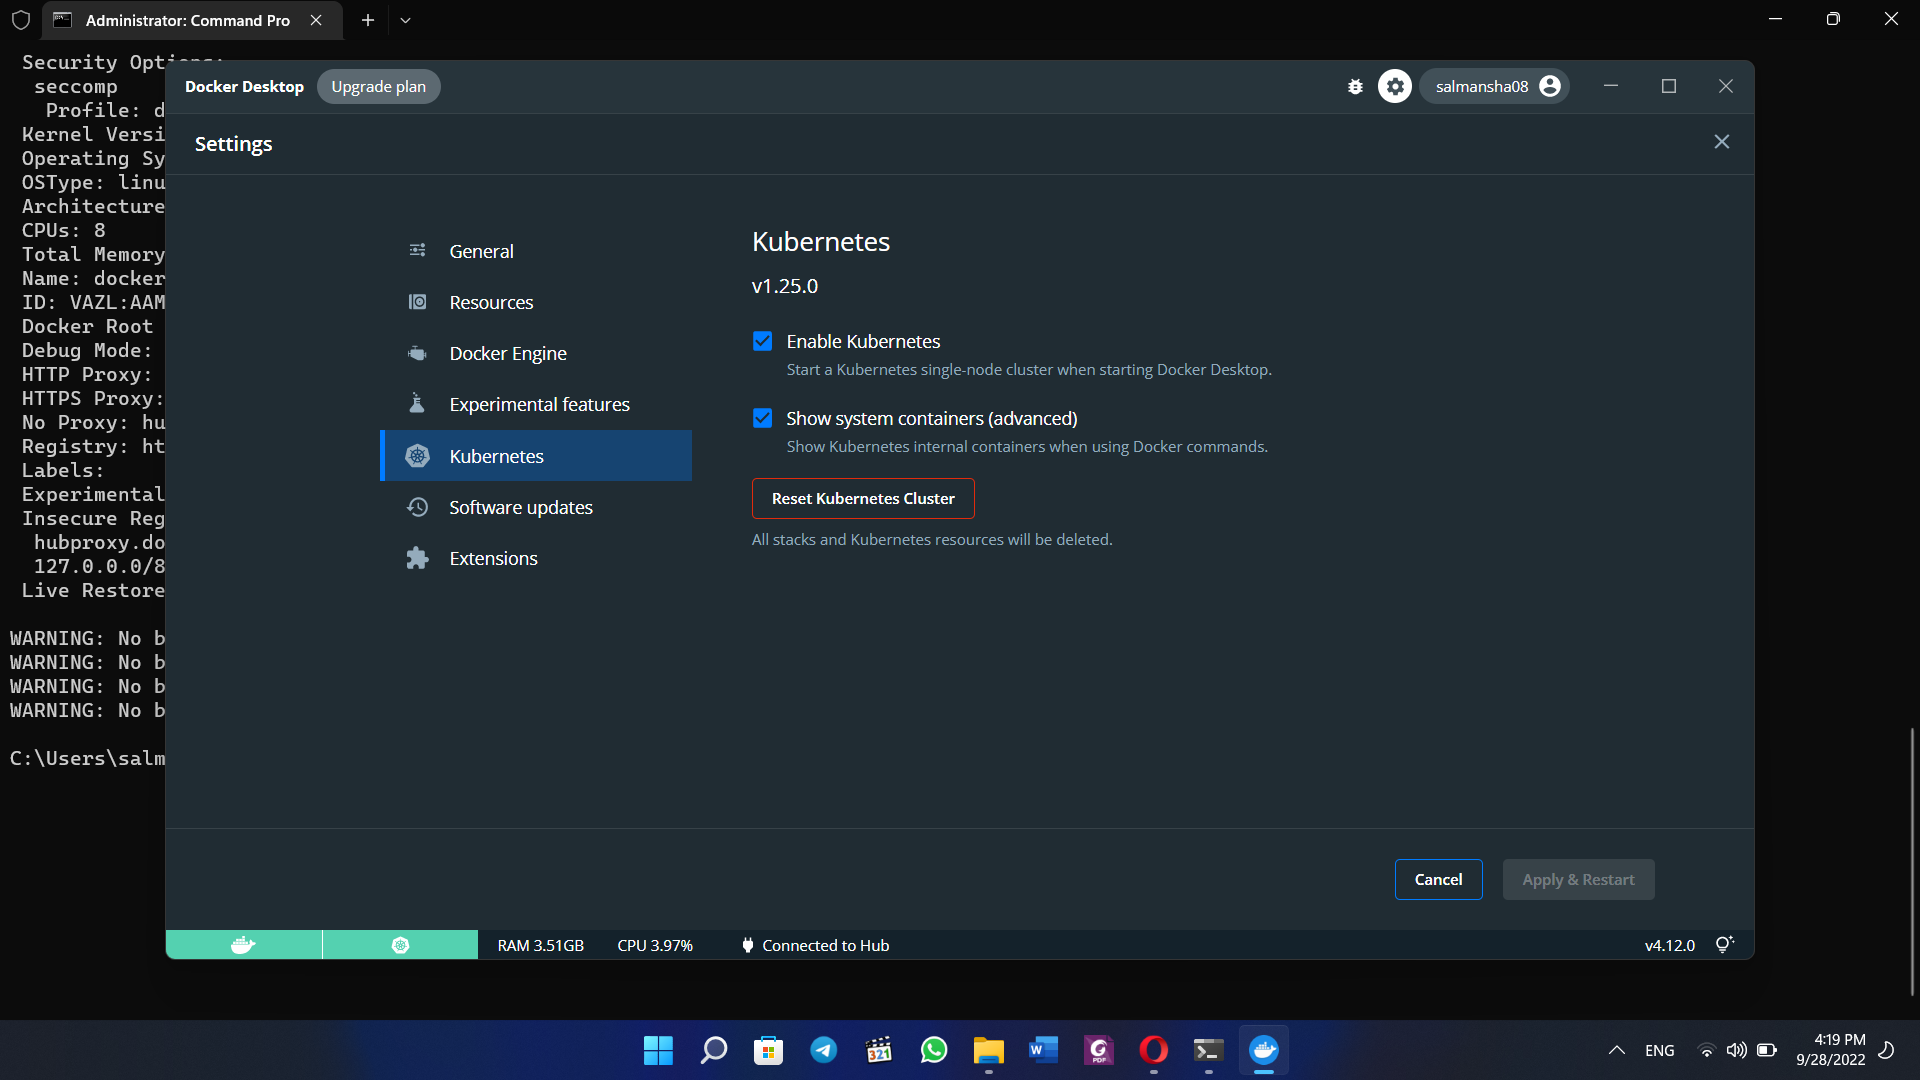 Administrator: Command Pro
Security Options:
seccomp
Profile: d
Kernel Versi
Operating Sy
OSType: linu
Architecture
CPUs: 8
Total Memory
Name: docker
ID: VAZL:AAM
Docker Root
Debug Mode:
HTTP Proxy:
HTTPS Proxy:
No Proxy: hu
Registry: ht
Labels:
Experimental
Insecure Reg
hubproxy.do
127.0.0.0/8
Live Restore
WARNING: No b
WARNING: No b
WARNING: No b
WARNING: No b
C:\Users\salm
Docker Desktop
Upgrade plan
salmansha08
Settings
General
Resources
Docker Engine
Experimental features
Kubernetes
Software updates
Extensions
Kubernetes
v1.25.0
Enable Kubernetes
Start a Kubernetes single-node cluster when starting Docker Desktop.
Show system containers (advanced)
Show Kubernetes internal containers when using Docker commands.
Reset Kubernetes Cluster
All stacks and Kubernetes resources will be deleted.
Cancel
Apply & Restart
RAM 3.51GB CPU 3.97% Connected to Hub
v4.12.0
321
W
PDF
ENG
4:19 PM
9/28/2022